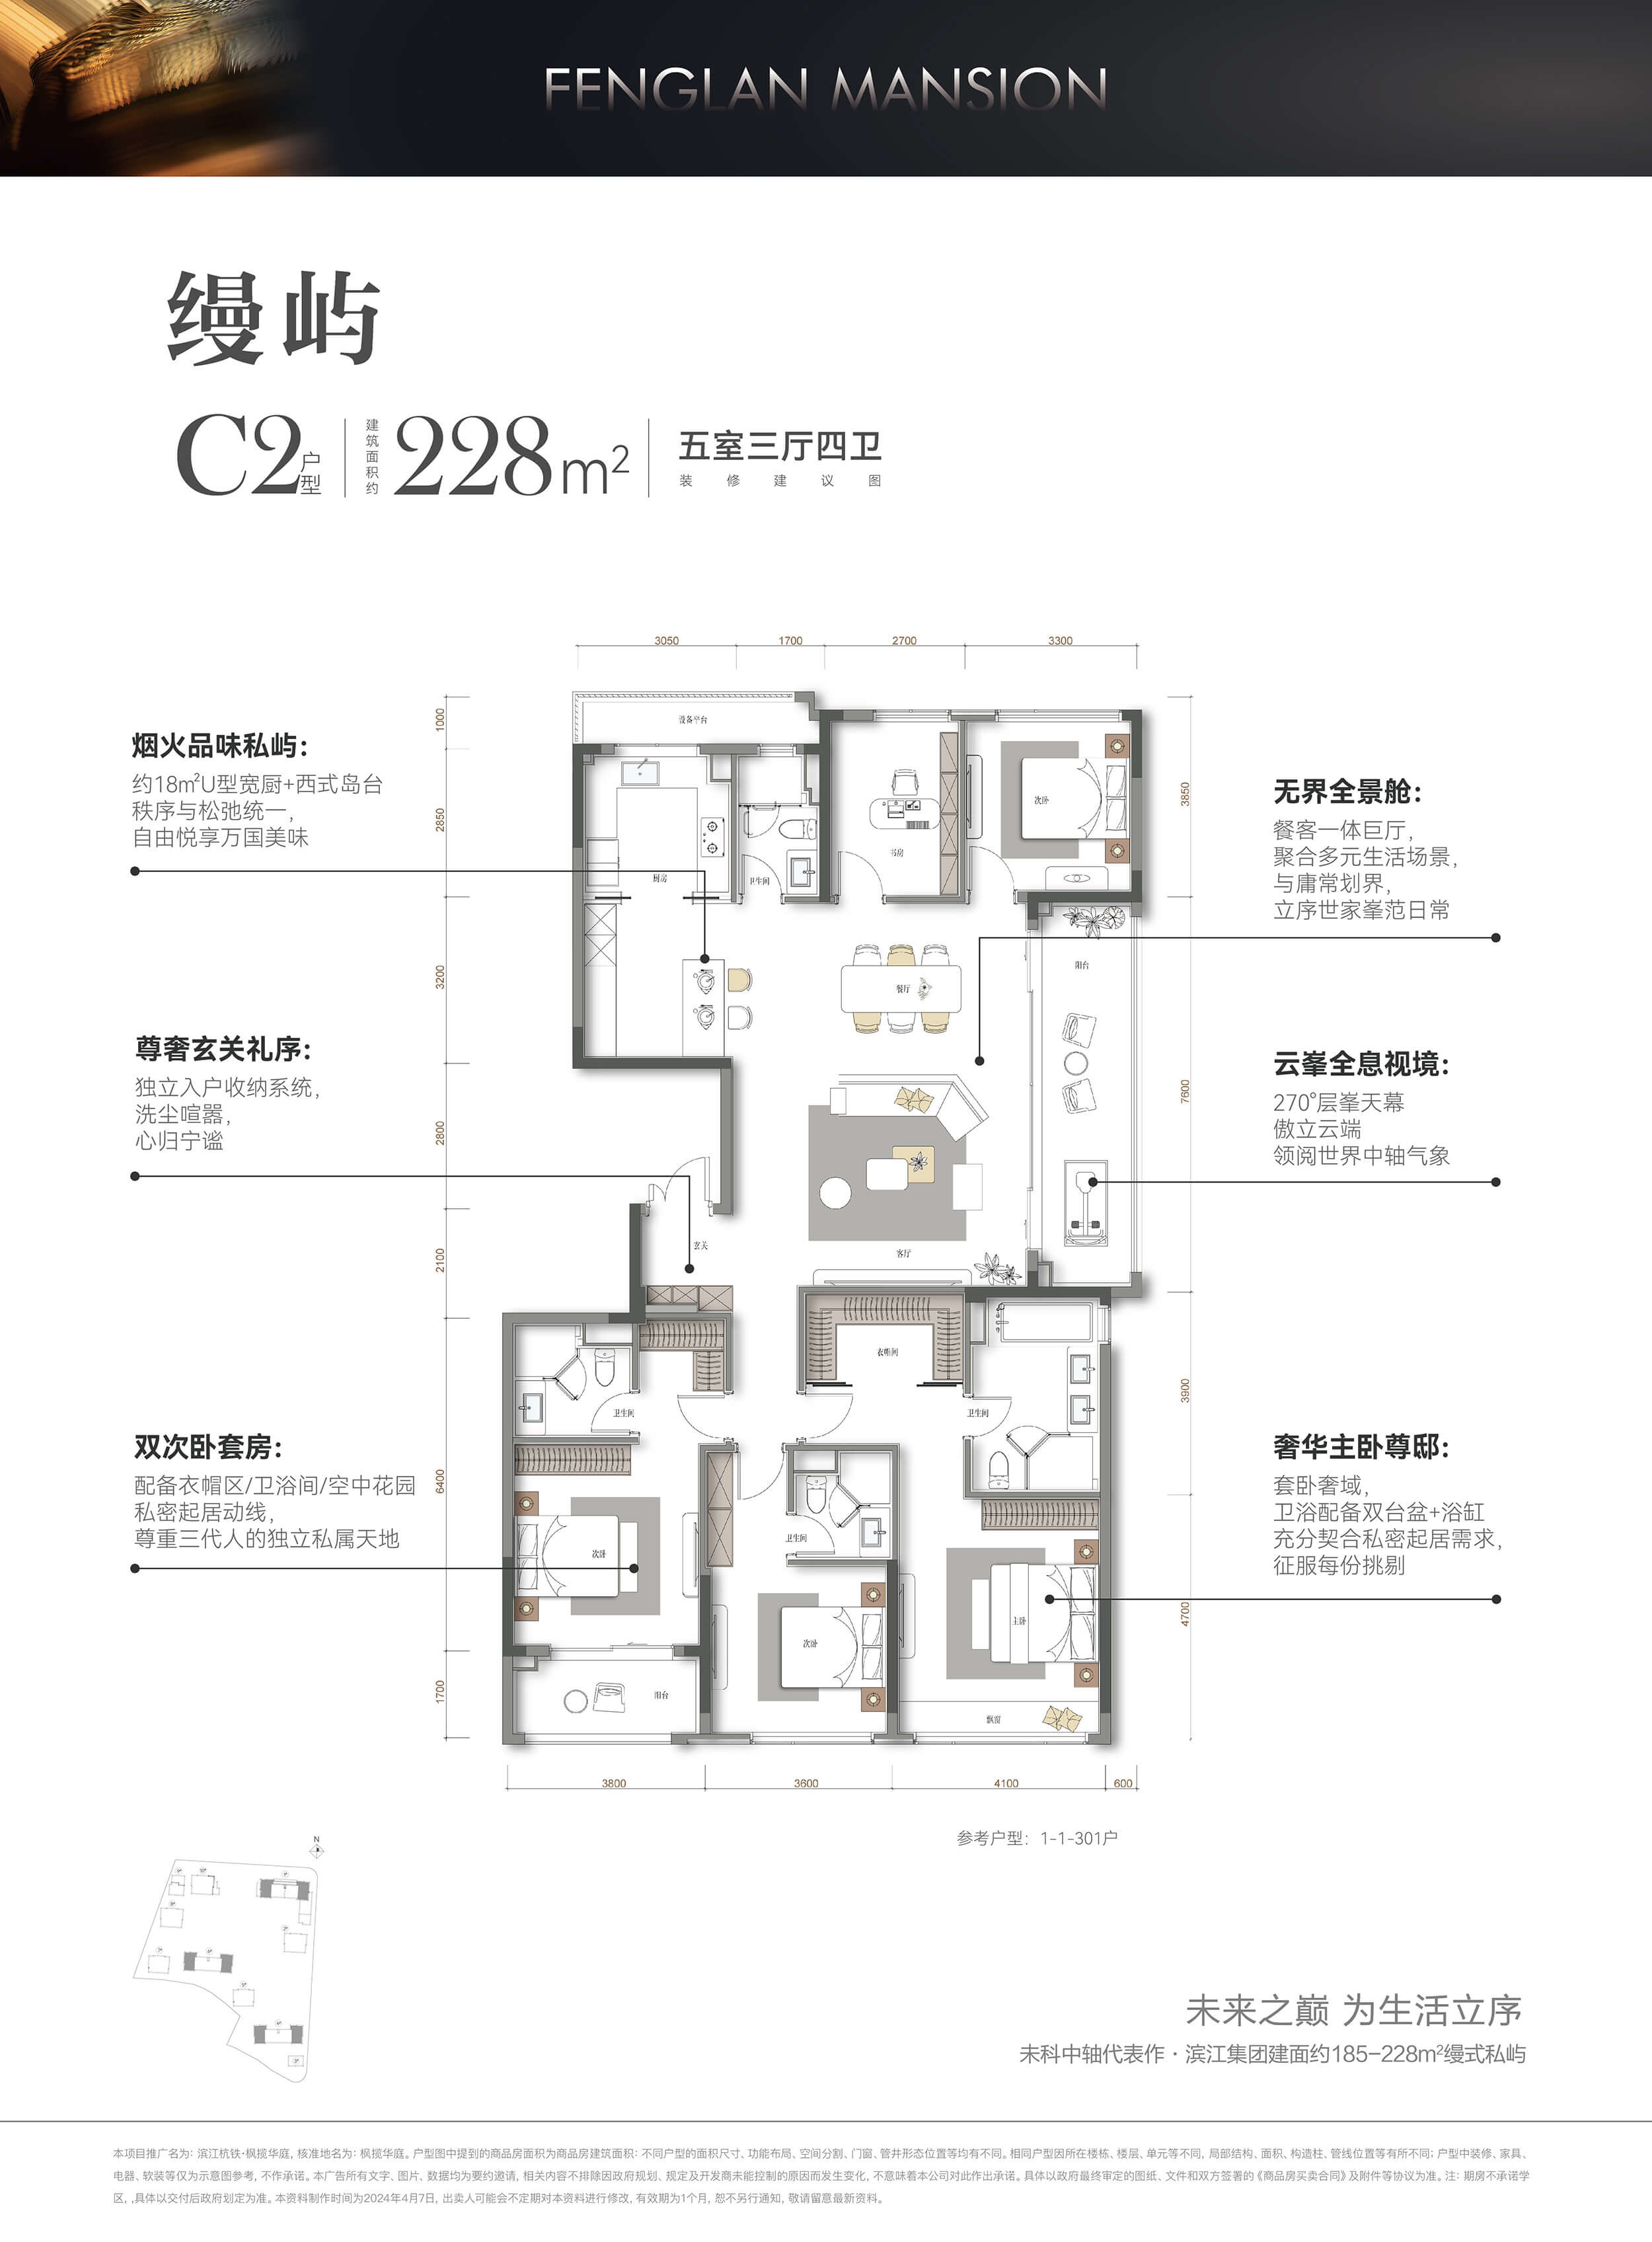 FENGLAN MANSION
缦屿
C2户型
建筑面积约
228m²
五室三厅四卫
装修建议图
3050
1700
2700
3300
1000
2850
3200
2800
2100
6400
1700
3850
7600
3900
4700
设备平台
厨房
卫生间
书房
次卧
阳台
餐厅
客厅
玄关
衣帽间
卫生间
卫生间
次卧
卫生间
次卧
主卧
阳台
飘窗
3800
3600
4100
600
烟火品味私屿：
约18㎡U型宽厨+西式岛台
秩序与松弛统一，
自由悦享万国美味
尊奢玄关礼序：
独立入户收纳系统，
洗尘喧嚣，
心归宁谧
双次卧套房：
配备衣帽区/卫浴间/空中花园
私密起居动线，
尊重三代人的独立私属天地
无界全景舱：
餐客一体巨厅，
聚合多元生活场景，
与庸常划界，
立序世家峯范日常
云峯全息视境：
270°层峯天幕
傲立云端
领阅世界中轴气象
奢华主卧尊邸：
套卧奢域，
卫浴配备双台盆+浴缸
充分契合私密起居需求，
征服每份挑剔
参考户型：1-1-301户
N
未来之巅 为生活立序
未科中轴代表作·滨江集团建面约185-228m²缦式私屿
本项目推广名为：滨江杭铁·枫揽华庭，核准地名为：枫揽华庭。户型图中提到的商品房面积为商品房建筑面积：不同户型的面积尺寸、功能布局、空间分割、门窗、管井形态位置等均有不同。相同户型因所在楼栋、楼层、单元等不同，局部结构、面积、构造柱、管线位置等有所不同；户型中装修、家具、
电器、软装等仅为示意图参考，不作承诺。本广告所有文字、图片、数据均为要约邀请，相关内容不排除因政府规划、规定及开发商未能控制的原因而发生变化，不意味着本公司对此作出承诺。具体以政府最终审定的图纸、文件和双方签署的《商品房买卖合同》及附件等协议为准。注：期房不承诺学
区，,具体以交付后政府划定为准。本资料制作时间为2024年4月7日，出卖人可能会不定期对本资料进行修改，有效期为1个月，恕不另行通知，敬请留意最新资料。